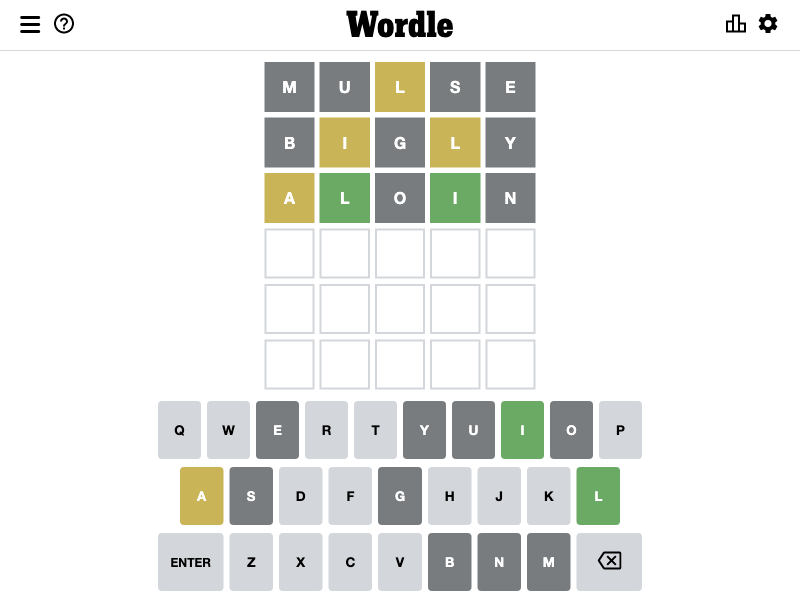 Wordle
M U L S E
B I G L Y
A L O I N
Q W E R T Y U I O P
A S D F G H J K L
ENTER Z X C V B N M